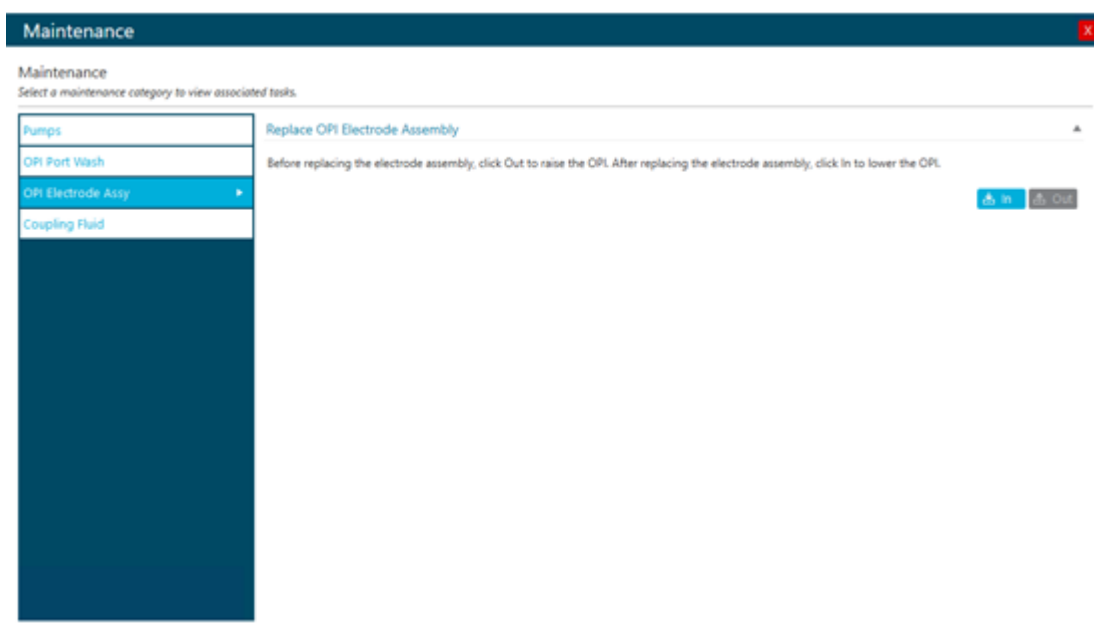 Maintenance
X
Maintenance
Select a maintenance category to view associated tasks.
Pumps
OPI Port Wash
OPI Electrode Assy
Coupling Fluid
Replace OPI Electrode Assembly
Before replacing the electrode assembly, click Out to raise the OPI. After replacing the electrode assembly, click In to lower the OPI.
In
Out